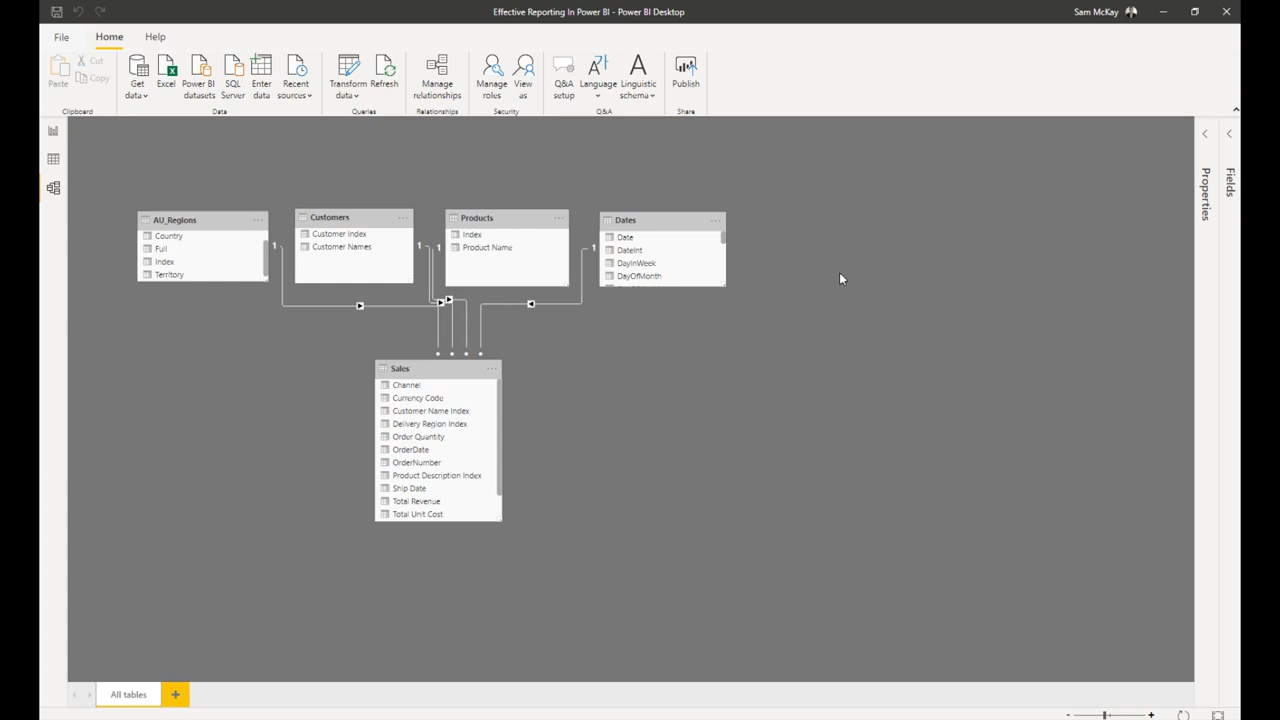 Effective Reporting In Power BI - Power BI Desktop
Sam McKay
File Home Help
Paste
Cut
Copy
Get data
Excel
Power BI datasets
SQL Server
Enter data
Recent sources
Transform data
Refresh
Manage relationships
Manage roles
View as
Q&A setup
Language
Linguistic schema
Publish
Clipboard
Data
Queries
Relationships
Security
Q&A
Share
AU_Regions
Country
Full
Index
Territory
Customers
Customer Index
Customer Names
Products
Index
Product Name
Dates
Date
DateInt
DayInWeek
DayOfMonth
1
1
1
1
Sales
Channel
Currency Code
Customer Name Index
Delivery Region Index
Order Quantity
OrderDate
OrderNumber
Product Description Index
Ship Date
Total Revenue
Total Unit Cost
Properties
Fields
All tables